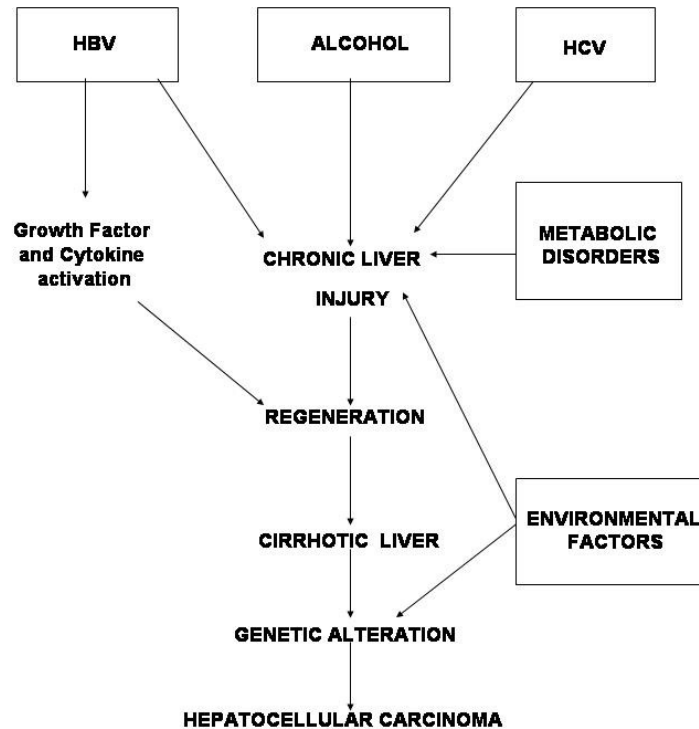 HBV
ALCOHOL
HCV
Growth Factor
and Cytokine
activation
CHRONIC LIVER
INJURY
METABOLIC
DISORDERS
REGENERATION
CIRRHOTIC LIVER
ENVIRONMENTAL
FACTORS
GENETIC ALTERATION
HEPATOCELLULAR CARCINOMA